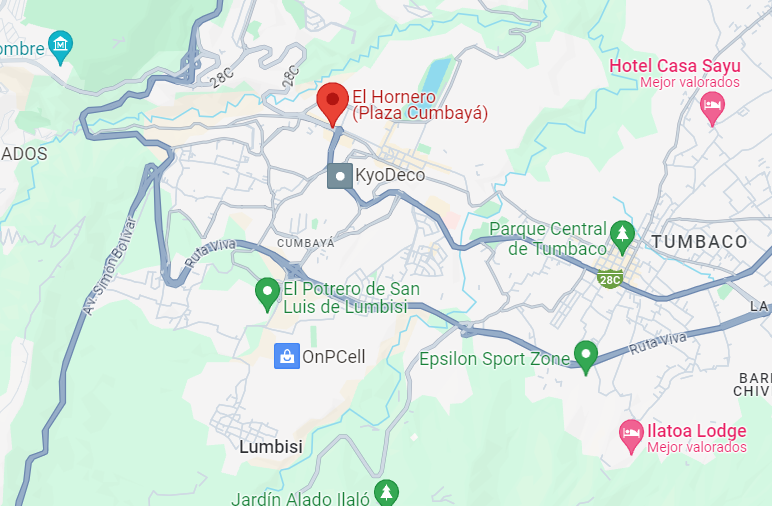 ombre
28C
28C
Hotel Casa Sayu
Mejor valorados
El Hornero
(Plaza Cumbayá)
ADOS
KyoDeco
Parque Central
de Tumbaco
TUMBACO
Av. Simón Bolívar
Ruta Viva
CUMBAYÁ
28C
El Potrero de San
Luis de Lumbisi
LA
Ruta Viva
OnPCell
Epsilon Sport Zone
BARR
CHIV
Lumbisi
Ilatoa Lodge
Mejor valorados
Jardín Alado Ilaló